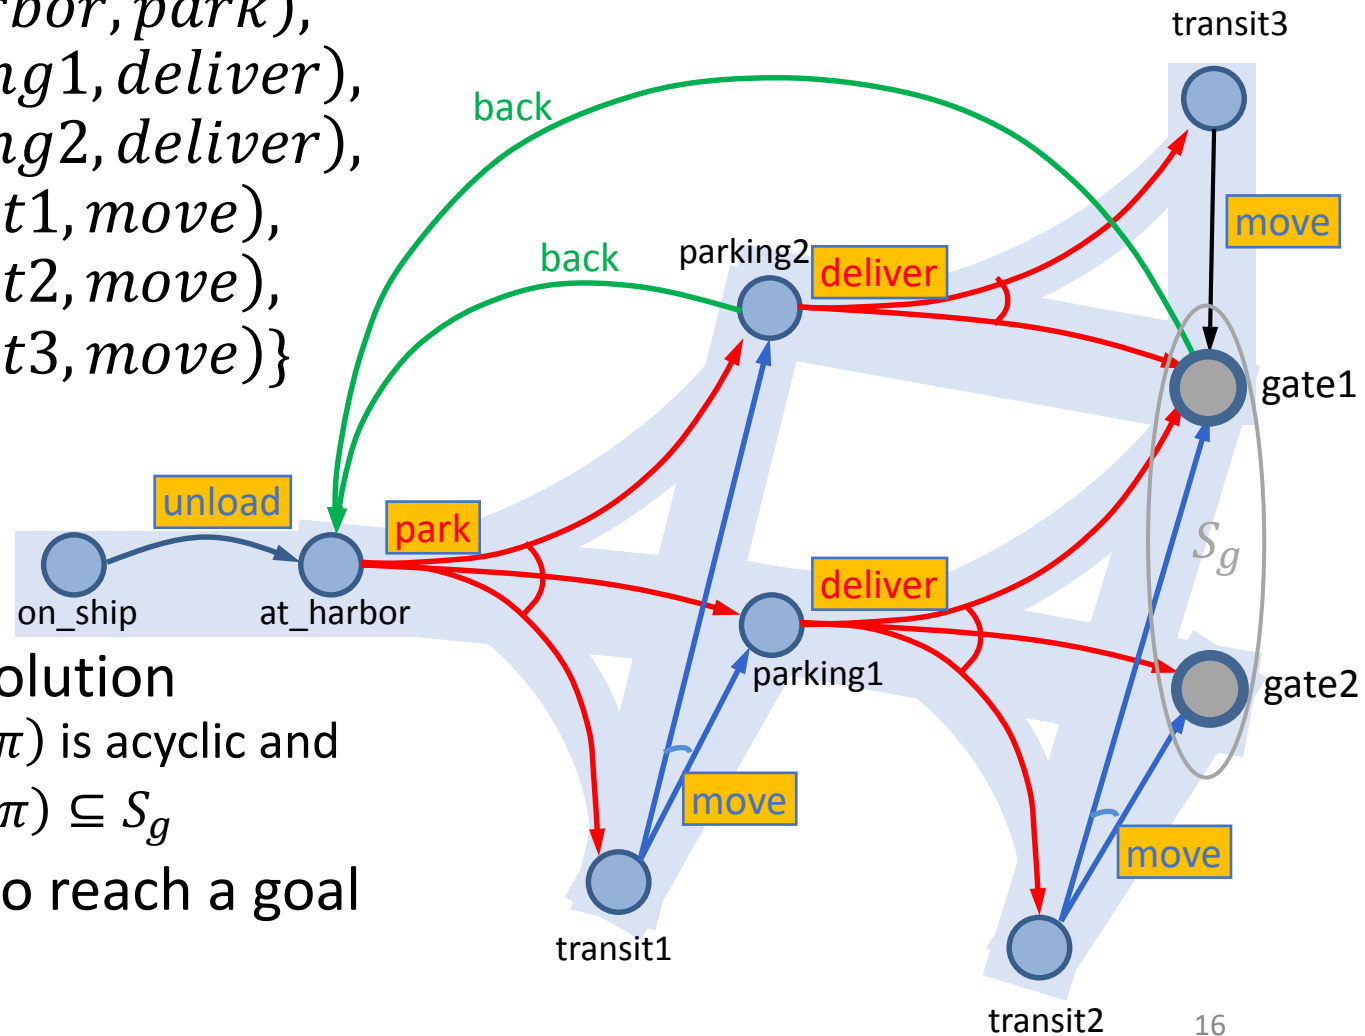 rbor, park),
ng1, deliver),
ng2, deliver),
t1, move),
t2, move),
t3, move)}
transit3
back
move
back
parking2
deliver
gate1
unload
park
S_g
deliver
on_ship
at_harbor
parking1
gate2
olution
π) is acyclic and
π) ⊆ S_g
o reach a goal
move
move
transit1
transit2
16